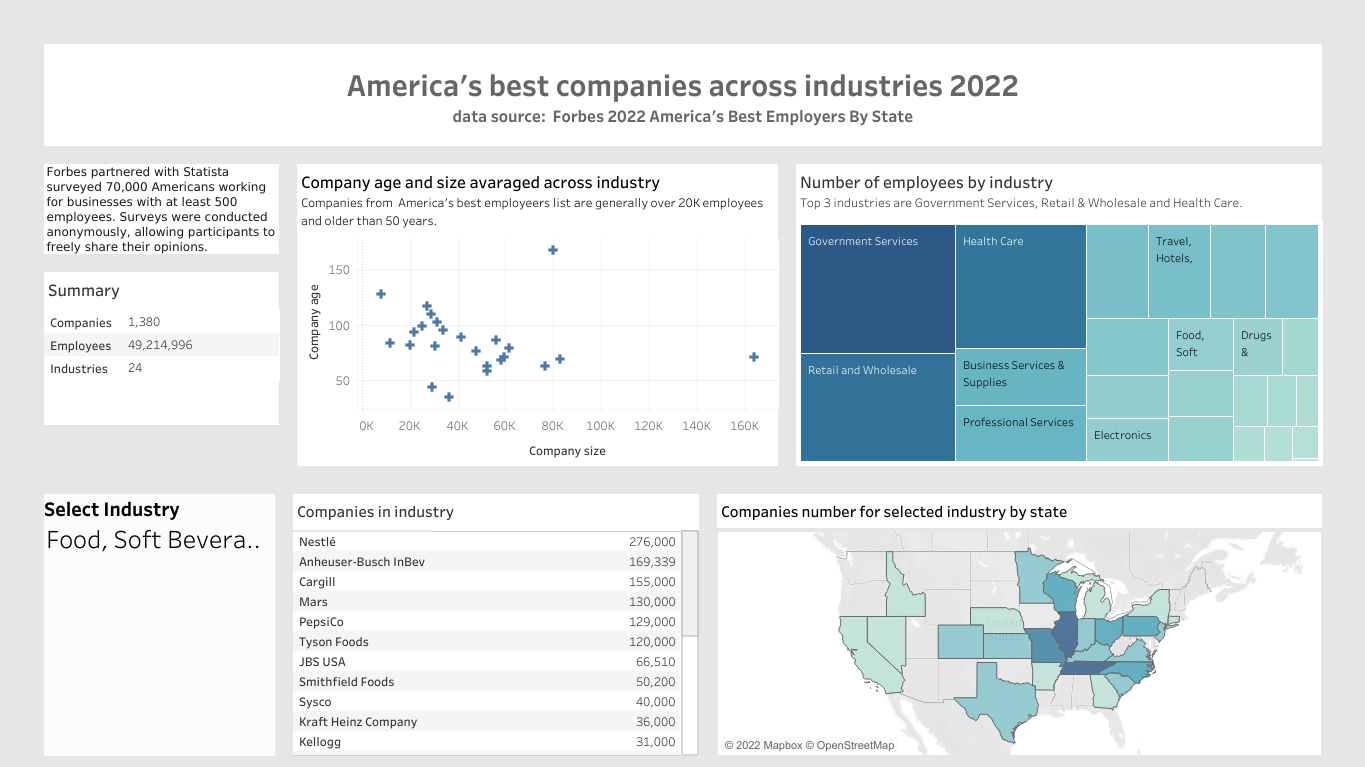 America's best companies across industries 2022
data source:  Forbes 2022 America's Best Employers By State
Forbes partnered with Statista
surveyed 70,000 Americans working
for businesses with at least 500
employees. Surveys were conducted
anonymously, allowing participants to
freely share their opinions.
Summary
Companies 1,380
Employees 49,214,996
Industries 24
Company age and size avaraged across industry
Companies from  America's best employeers list are generally over 20K employees
and older than 50 years.
Company age
150
100
50
0K 20K 40K 60K 80K 100K 120K 140K 160K
Company size
Number of employees by industry
Top 3 industries are Government Services, Retail & Wholesale and Health Care.
Government Services
Retail and Wholesale
Health Care
Business Services &
Supplies
Professional Services
Travel,
Hotels,
Food,
Soft
Drugs
&
Electronics
Select Industry
Food, Soft Bevera..
Companies in industry
Nestlé 276,000
Anheuser-Busch InBev 169,339
Cargill 155,000
Mars 130,000
PepsiCo 129,000
Tyson Foods 120,000
JBS USA 66,510
Smithfield Foods 50,200
Sysco 40,000
Kraft Heinz Company 36,000
Kellogg 31,000
Companies number for selected industry by state
United
States
© 2022 Mapbox © OpenStreetMap